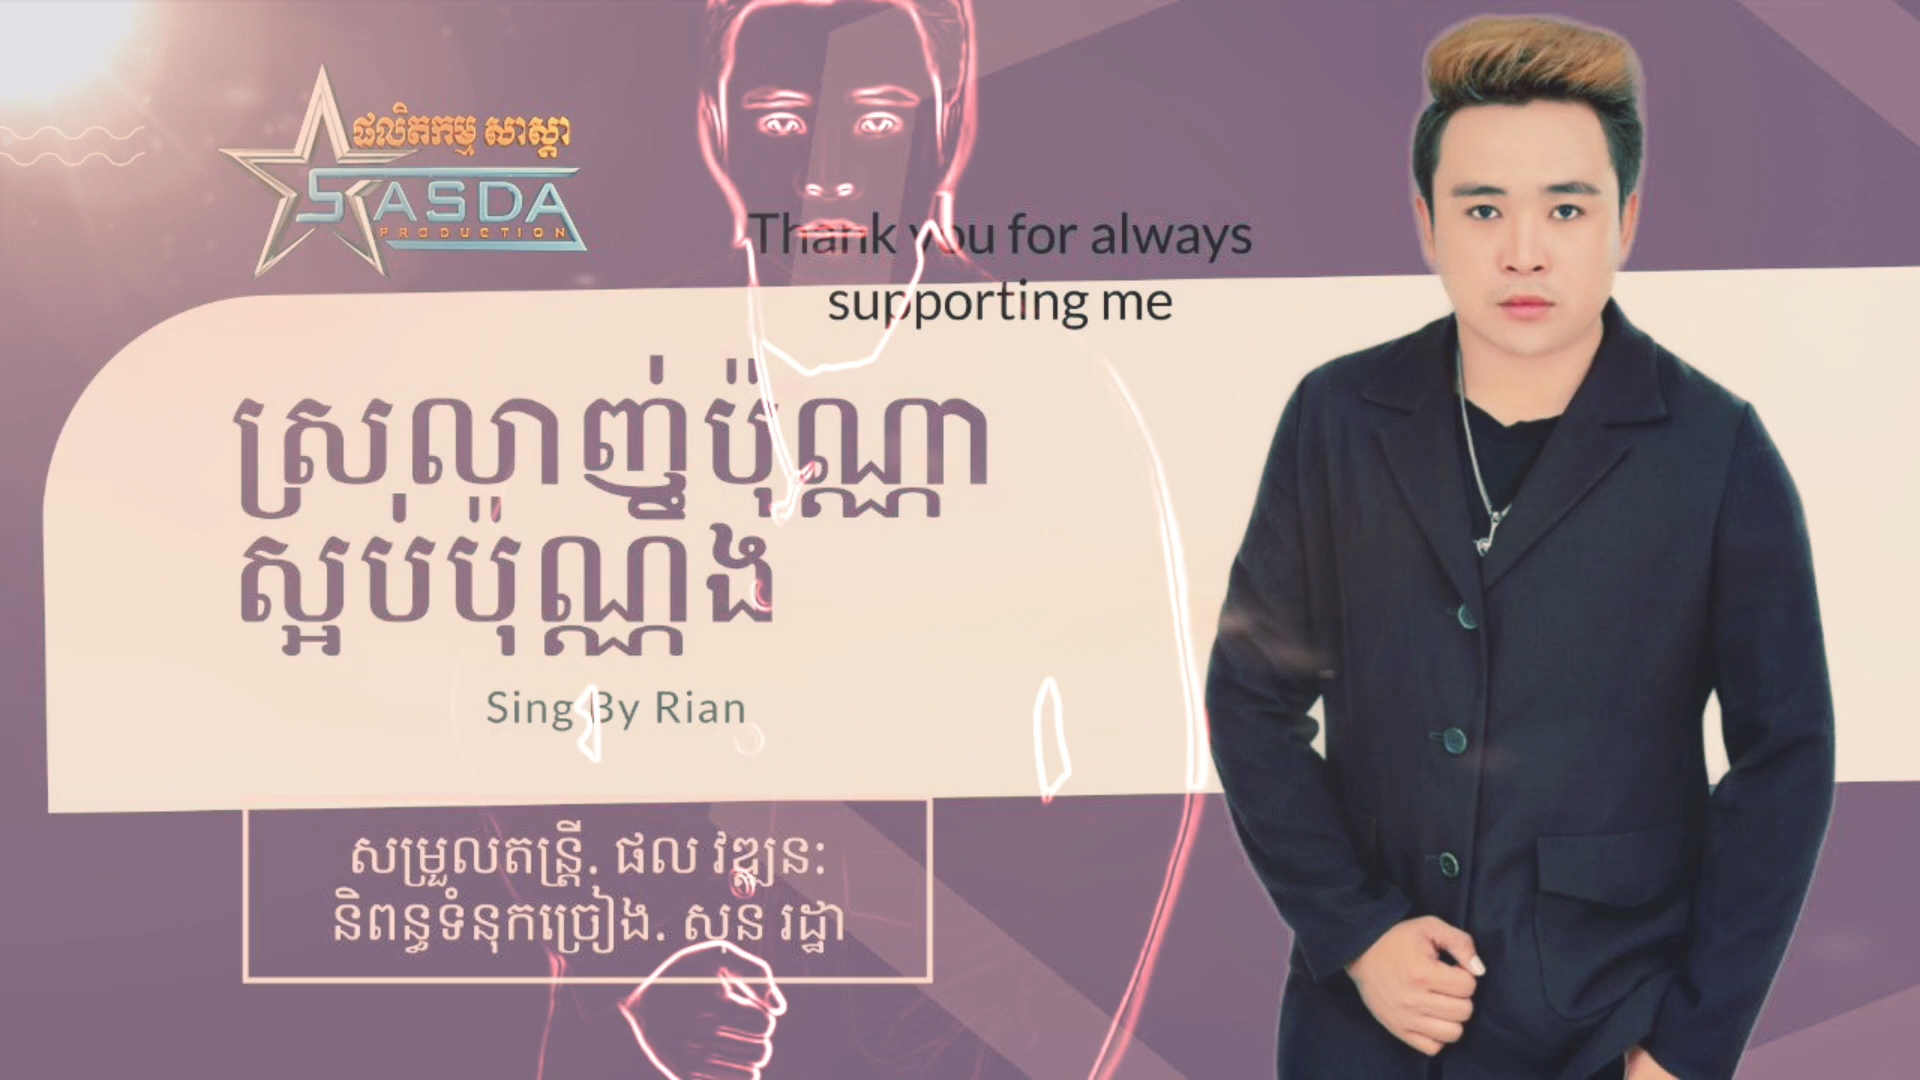 ផលិតកម្ម សាស្តា
SASDA
PRODUCTION
Thank you for always
supporting me
ស្រលាញ់ប៉ុណ្ណា
ស្អប់ប៉ុណ្ណឹង
Sing By Rian
សម្រួលតន្ត្រី. ផល វឌ្ឍនៈ
និពន្ធទំនុកច្រៀង. សុន រដ្ឋា